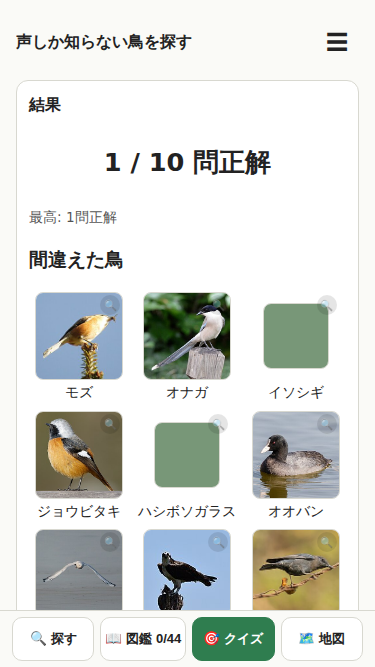 声しか知らない鳥を探す
結果
1 / 10 問正解
最高: 1問正解
間違えた鳥
モズ
オナガ
イソシギ
ジョウビタキ
ハシボソガラス
オオバン
探す
図鑑 0/44
クイズ
地図